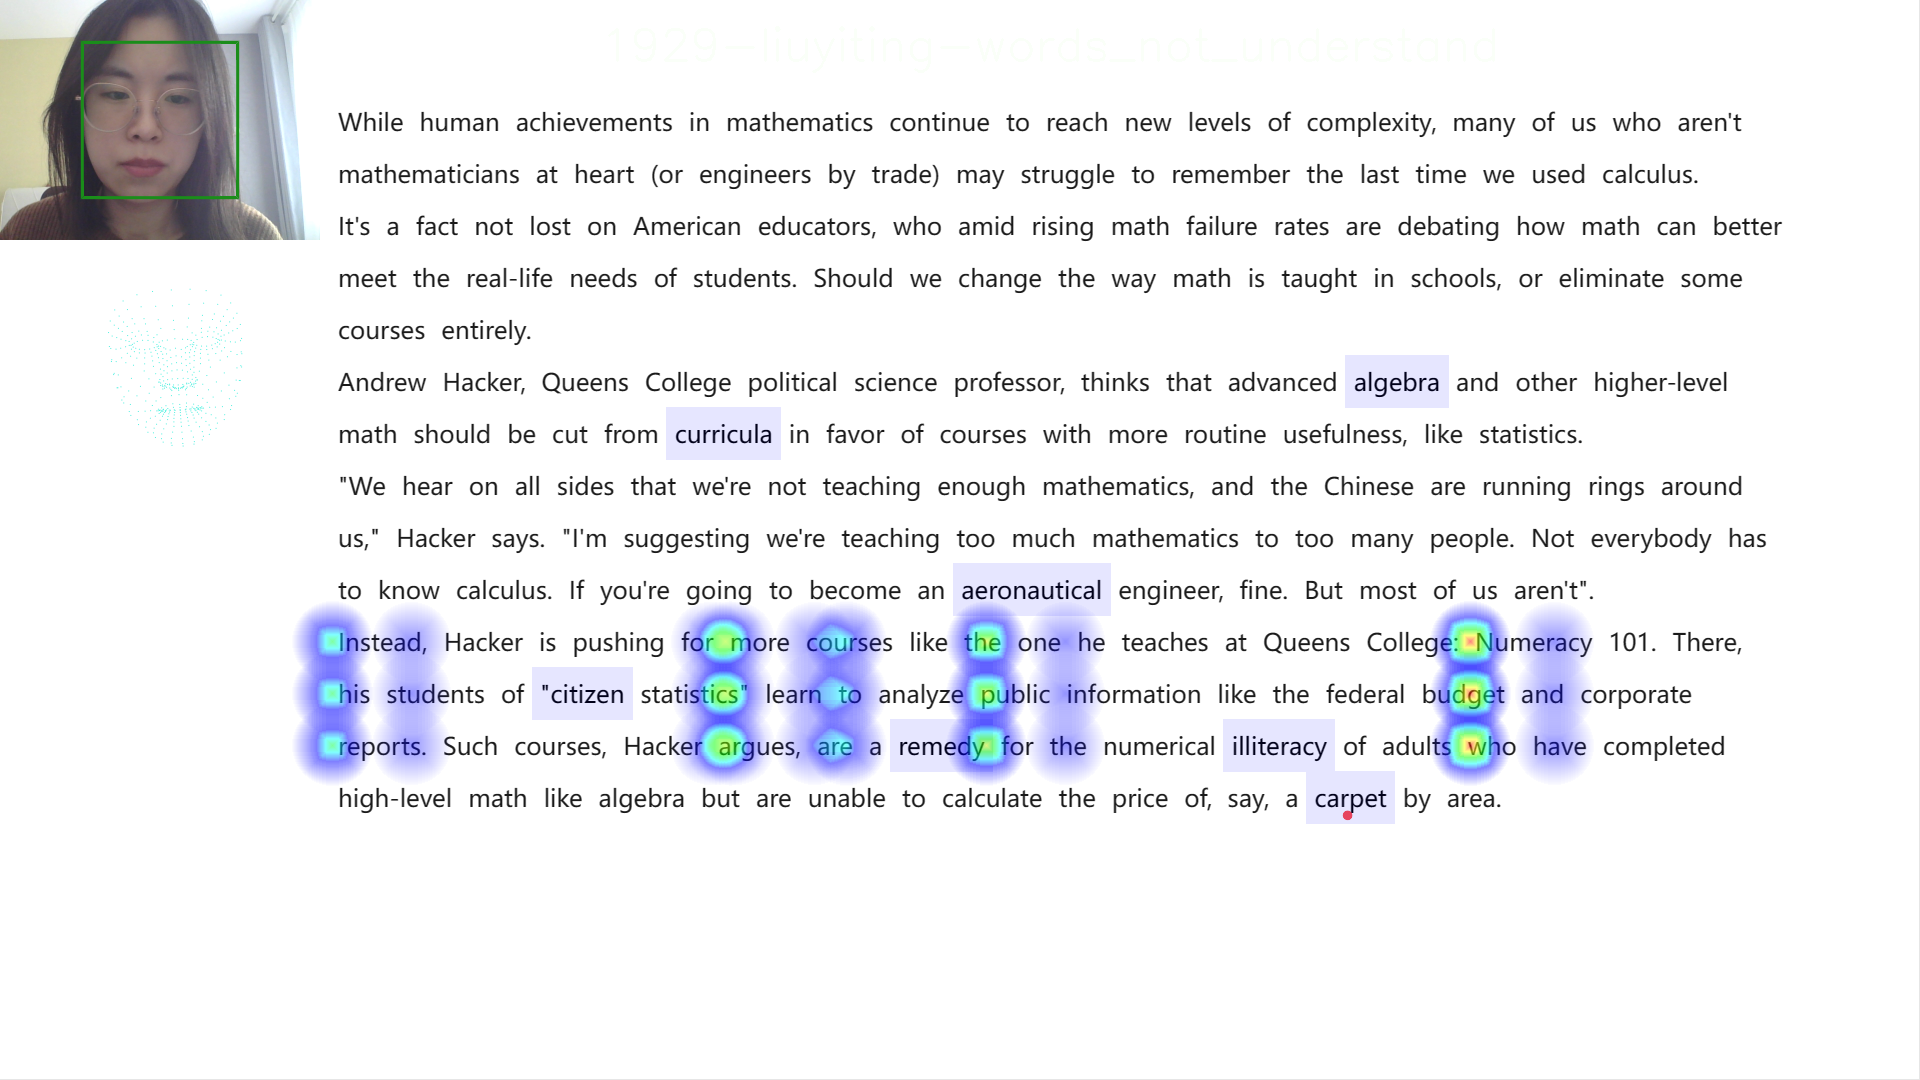 1929-liuyiting-words_not_understand
While human achievements in mathematics continue to reach new levels of complexity, many of us who aren't
mathematicians at heart (or engineers by trade) may struggle to remember the last time we used calculus.
It's a fact not lost on American educators, who amid rising math failure rates are debating how math can better
meet the real-life needs of students. Should we change the way math is taught in schools, or eliminate some
courses entirely.
Andrew Hacker, Queens College political science professor, thinks that advanced algebra and other higher-level
math should be cut from curricula in favor of courses with more routine usefulness, like statistics.
"We hear on all sides that we're not teaching enough mathematics, and the Chinese are running rings around
us," Hacker says. "I'm suggesting we're teaching too much mathematics to too many people. Not everybody has
to know calculus. If you're going to become an aeronautical engineer, fine. But most of us aren't".
Instead, Hacker is pushing for more courses like the one he teaches at Queens College: Numeracy 101. There,
his students of "citizen statistics" learn to analyze public information like the federal budget and corporate
reports. Such courses, Hacker argues, are a remedy for the numerical illiteracy of adults who have completed
high-level math like algebra but are unable to calculate the price of, say, a carpet by area.